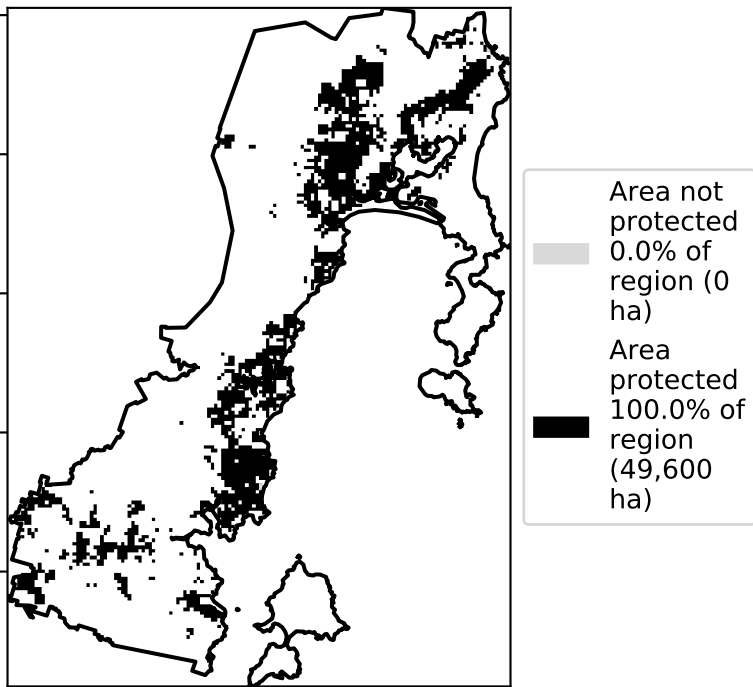 Area not
protected
0.0% of
region (0
ha)
Area
protected
100.0% of
region
(49,600
ha)